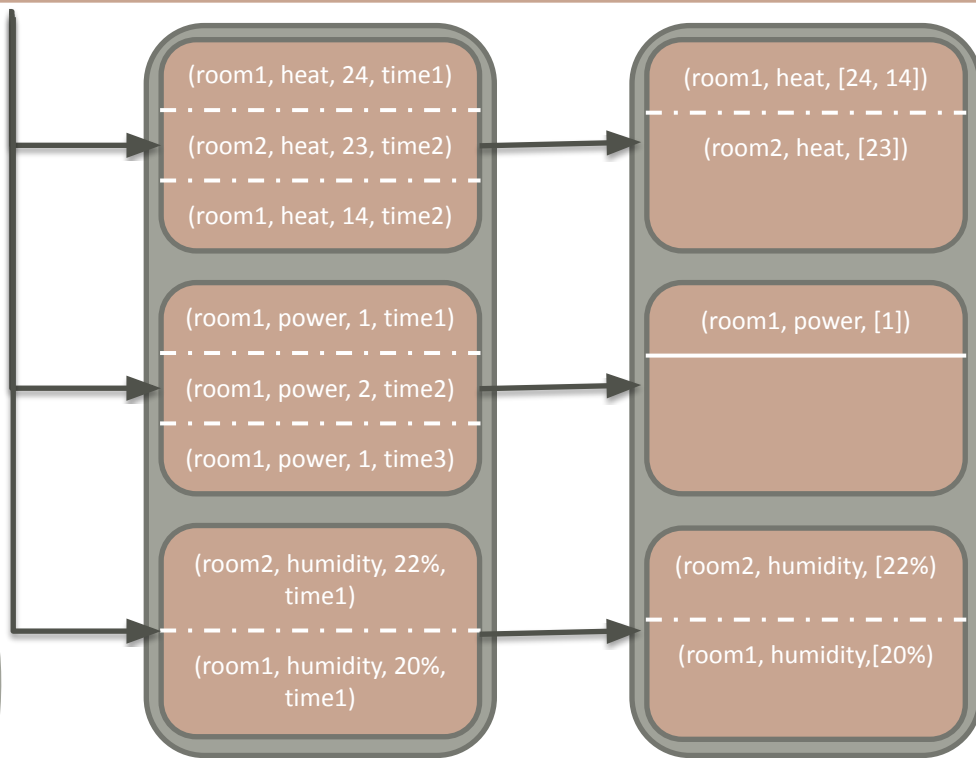 (room1, heat, 24, time1)
(room2, heat, 23, time2)
(room1, heat, 14, time2)
(room1, power, 1, time1)
(room1, power, 2, time2)
(room1, power, 1, time3)
(room2, humidity, 22%,
time1)
(room1, humidity, 20%,
time1)
(room1, heat, [24, 14])
(room2, heat, [23])
(room1, power, [1])
(room2, humidity, [22%)
(room1, humidity,[20%)